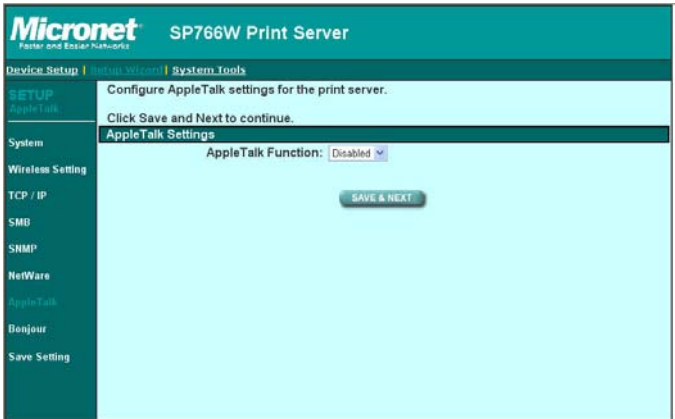 Micronet
Faster and Easier Networks
SP766W Print Server
Device Setup | Setup Wizard | System Tools
SETUP
AppleTalk
System
Wireless Setting
TCP / IP
SMB
SNMP
NetWare
AppleTalk
Bonjour
Save Setting
Configure AppleTalk settings for the print server.
Click Save and Next to continue.
AppleTalk Settings
AppleTalk Function: Disabled
SAVE & NEXT